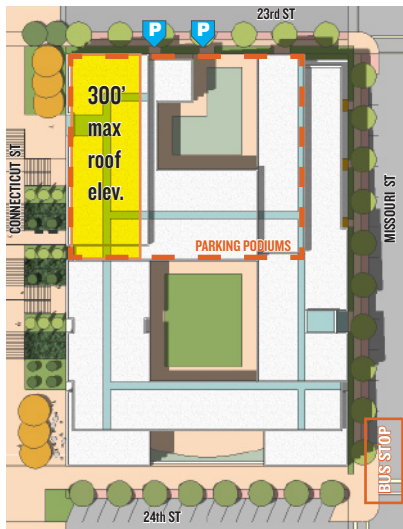 23rd ST
P P
300'
max
roof
elev.
CONNECTICUT ST
MISSOURI ST
PARKING PODIUMS
BUS STOP
24th ST